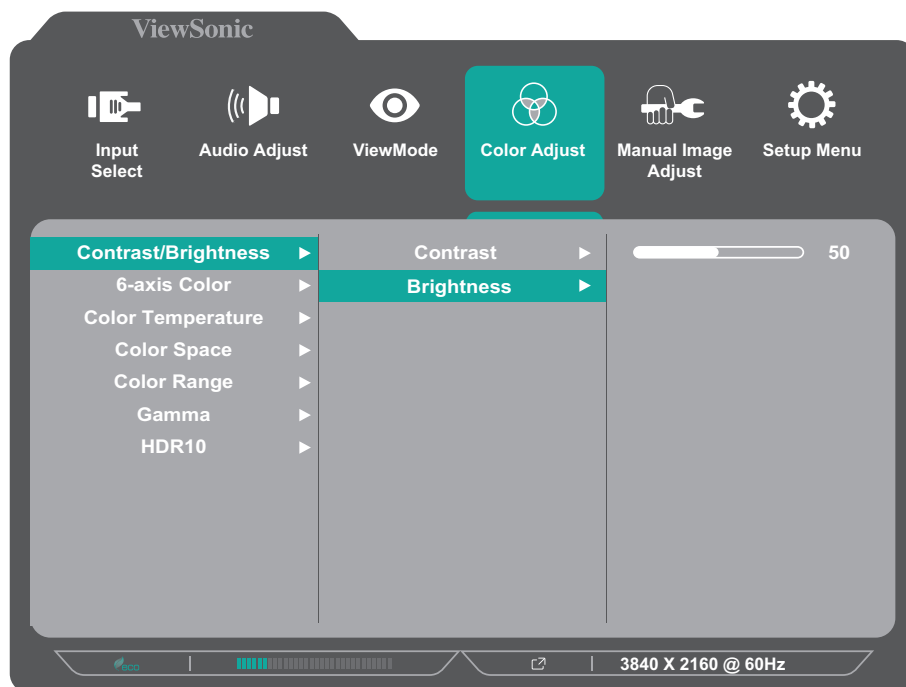 ViewSonic
Input
Select
Audio Adjust
ViewMode
Color Adjust
Manual Image
Adjust
Setup Menu
Contrast/Brightness
6-axis Color
Color Temperature
Color Space
Color Range
Gamma
HDR10
Contrast
Brightness
50
eco
3840 X 2160 @ 60Hz